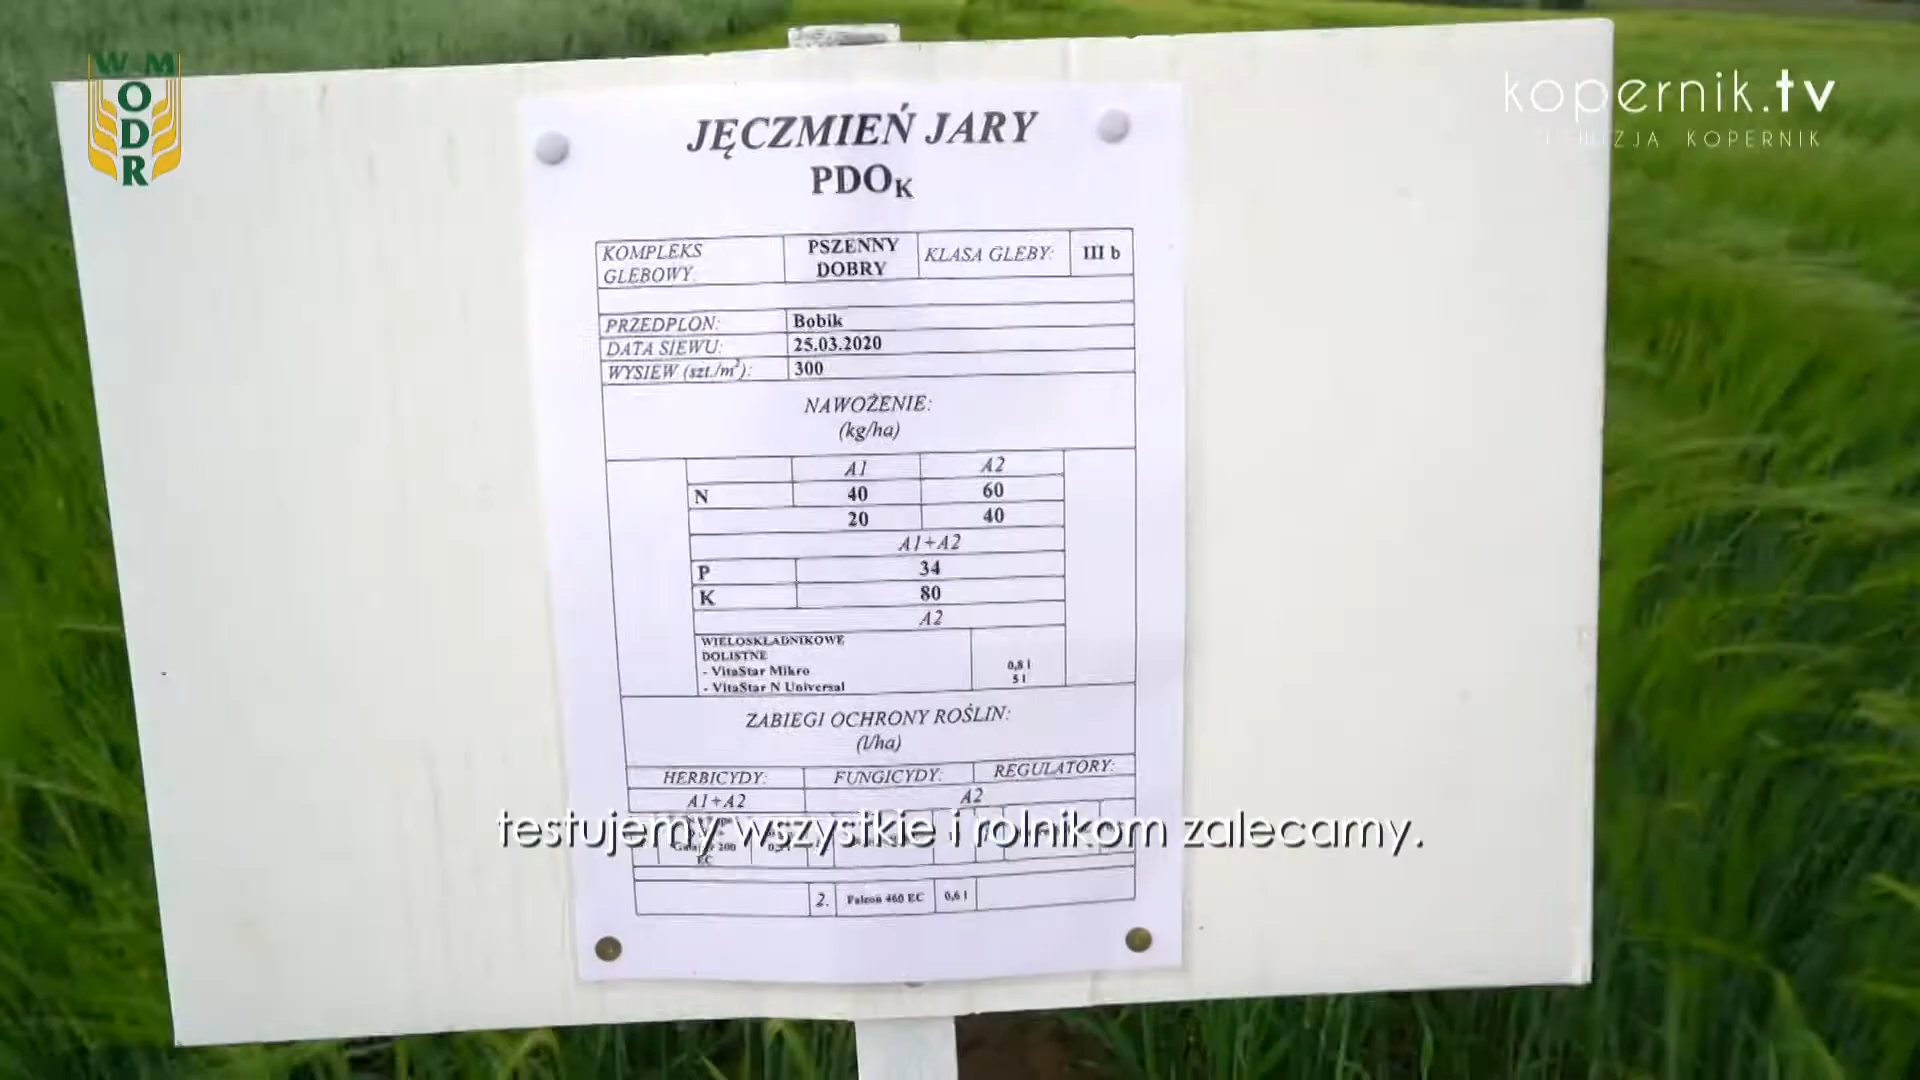 W M
ODR
kopernik.tv
KOPERNIK
JĘCZMIEŃ JARY
PDOK
KOMPLEKS GLEBOWY PSZENNY DOBRY KLASA GLEBY: III b
PRZEDPLON: Bobik
DATA SIEWU: 25.03.2020
WYSIEW (szt./m²): 300
NAWOŻENIE:
(kg/ha)
A1 A2
N 40 60
20 40
A1+A2
P 34
K 80
A2
WIELOSKŁADNIKOWE
DOLISTNE
- VitaStar Mikro 0,8 l
- VitaStar N Universal 5 l
ZABIEGI OCHRONY ROŚLIN:
(l/ha)
HERBICYDY: FUNGICYDY: REGULATORY:
A1+A2 A2
200
EC
testujemy wszystkie i rolnikom zalecamy.
2. Falcon 460 EC 0,6 l